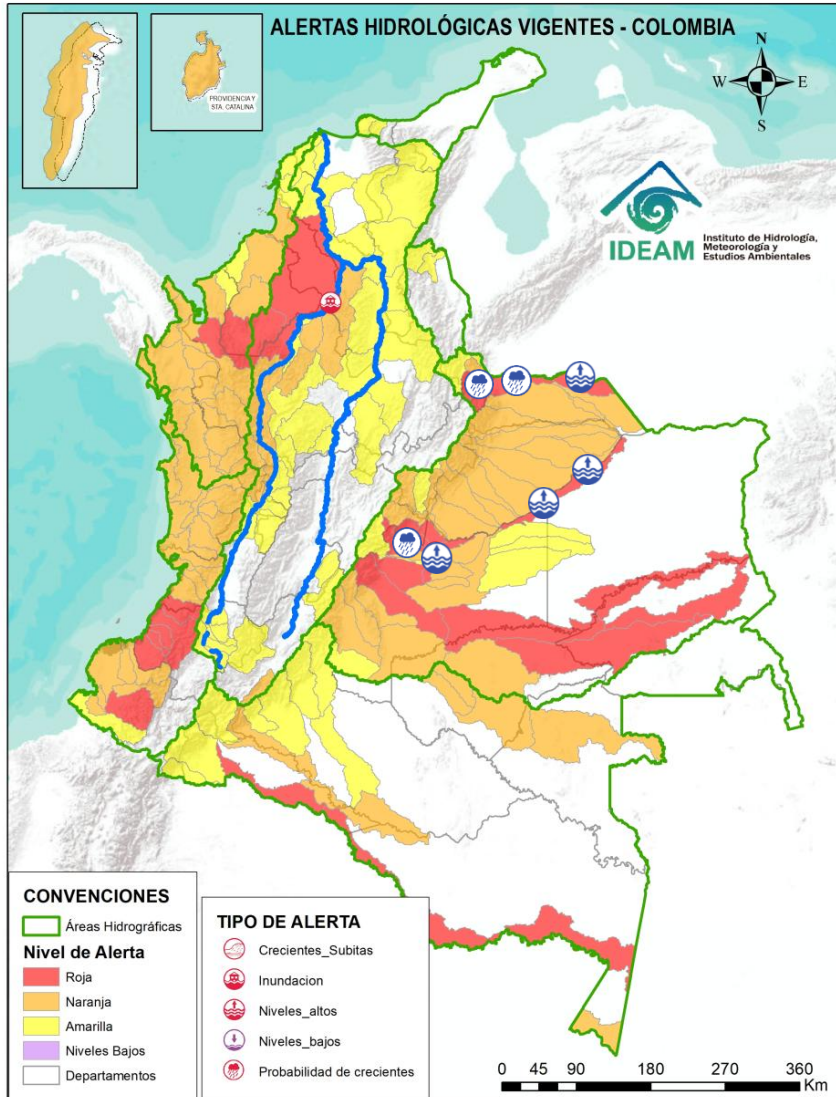 ALERTAS HIDROLÓGICAS VIGENTES - COLOMBIA
PROVIDENCIA Y
STA. CATALINA
N
W
E
S
IDEAM
Instituto de Hidrología,
Meteorología y
Estudios Ambientales
CONVENCIONES
Áreas Hidrográficas
Nivel de Alerta
Roja
Naranja
Amarilla
Niveles Bajos
Departamentos
TIPO DE ALERTA
Crecientes_Subitas
Inundacion
Niveles_altos
Niveles_bajos
Probabilidad de crecientes
0 45 90 180 270 360
Km